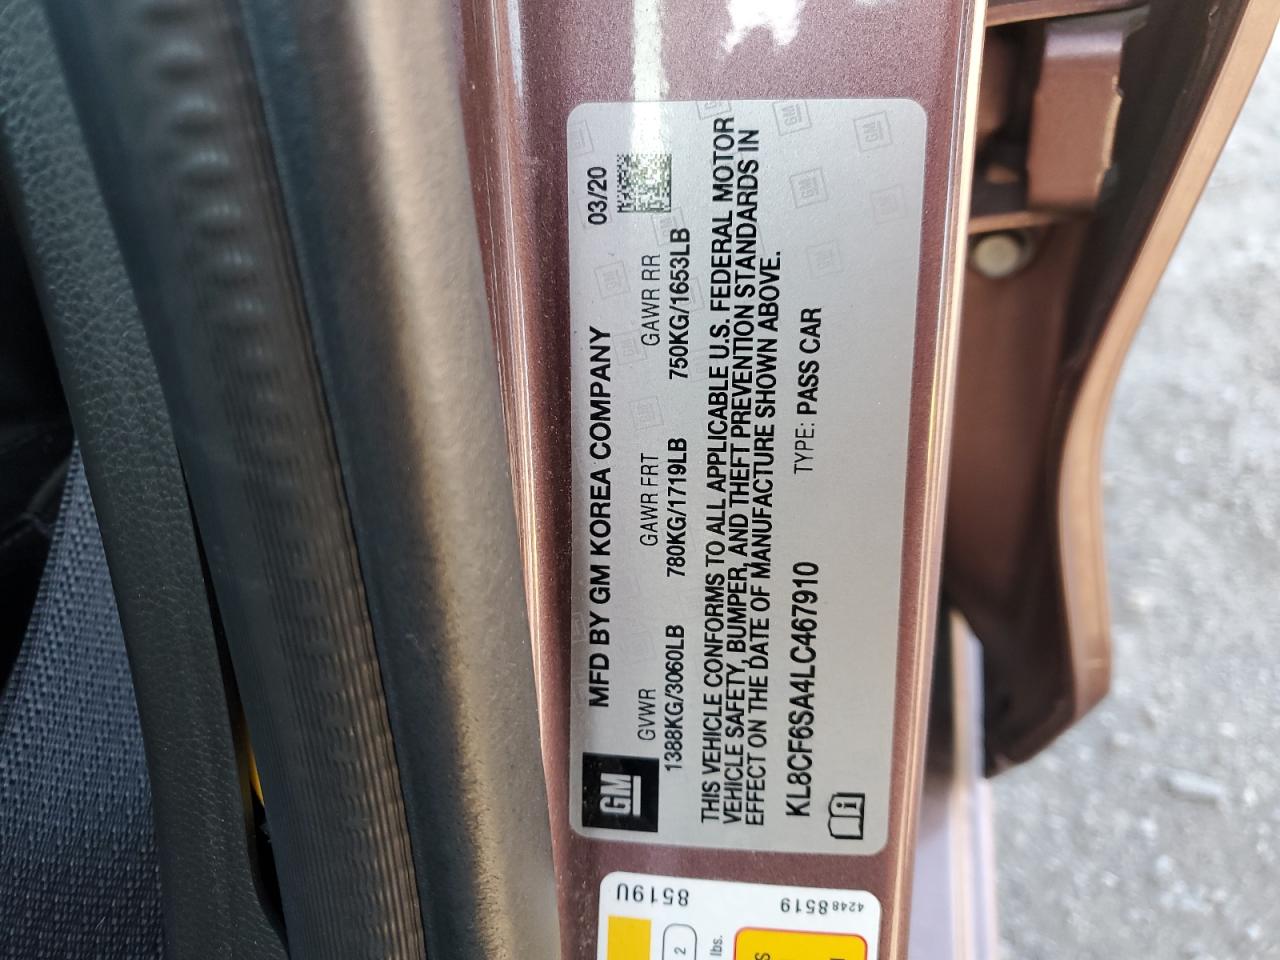 GM
MFD BY GM KOREA COMPANY 03/20
GVWR GAWR FRT GAWR RR
1388KG/3060LB 780KG/1719LB 750KG/1653LB
THIS VEHICLE CONFORMS TO ALL APPLICABLE U.S. FEDERAL MOTOR
VEHICLE SAFETY, BUMPER, AND THEFT PREVENTION STANDARDS IN
EFFECT ON THE DATE OF MANUFACTURE SHOWN ABOVE.
KL8CF6SA4LC467910 TYPE: PASS CAR
8519U
42488519
2
lbs.